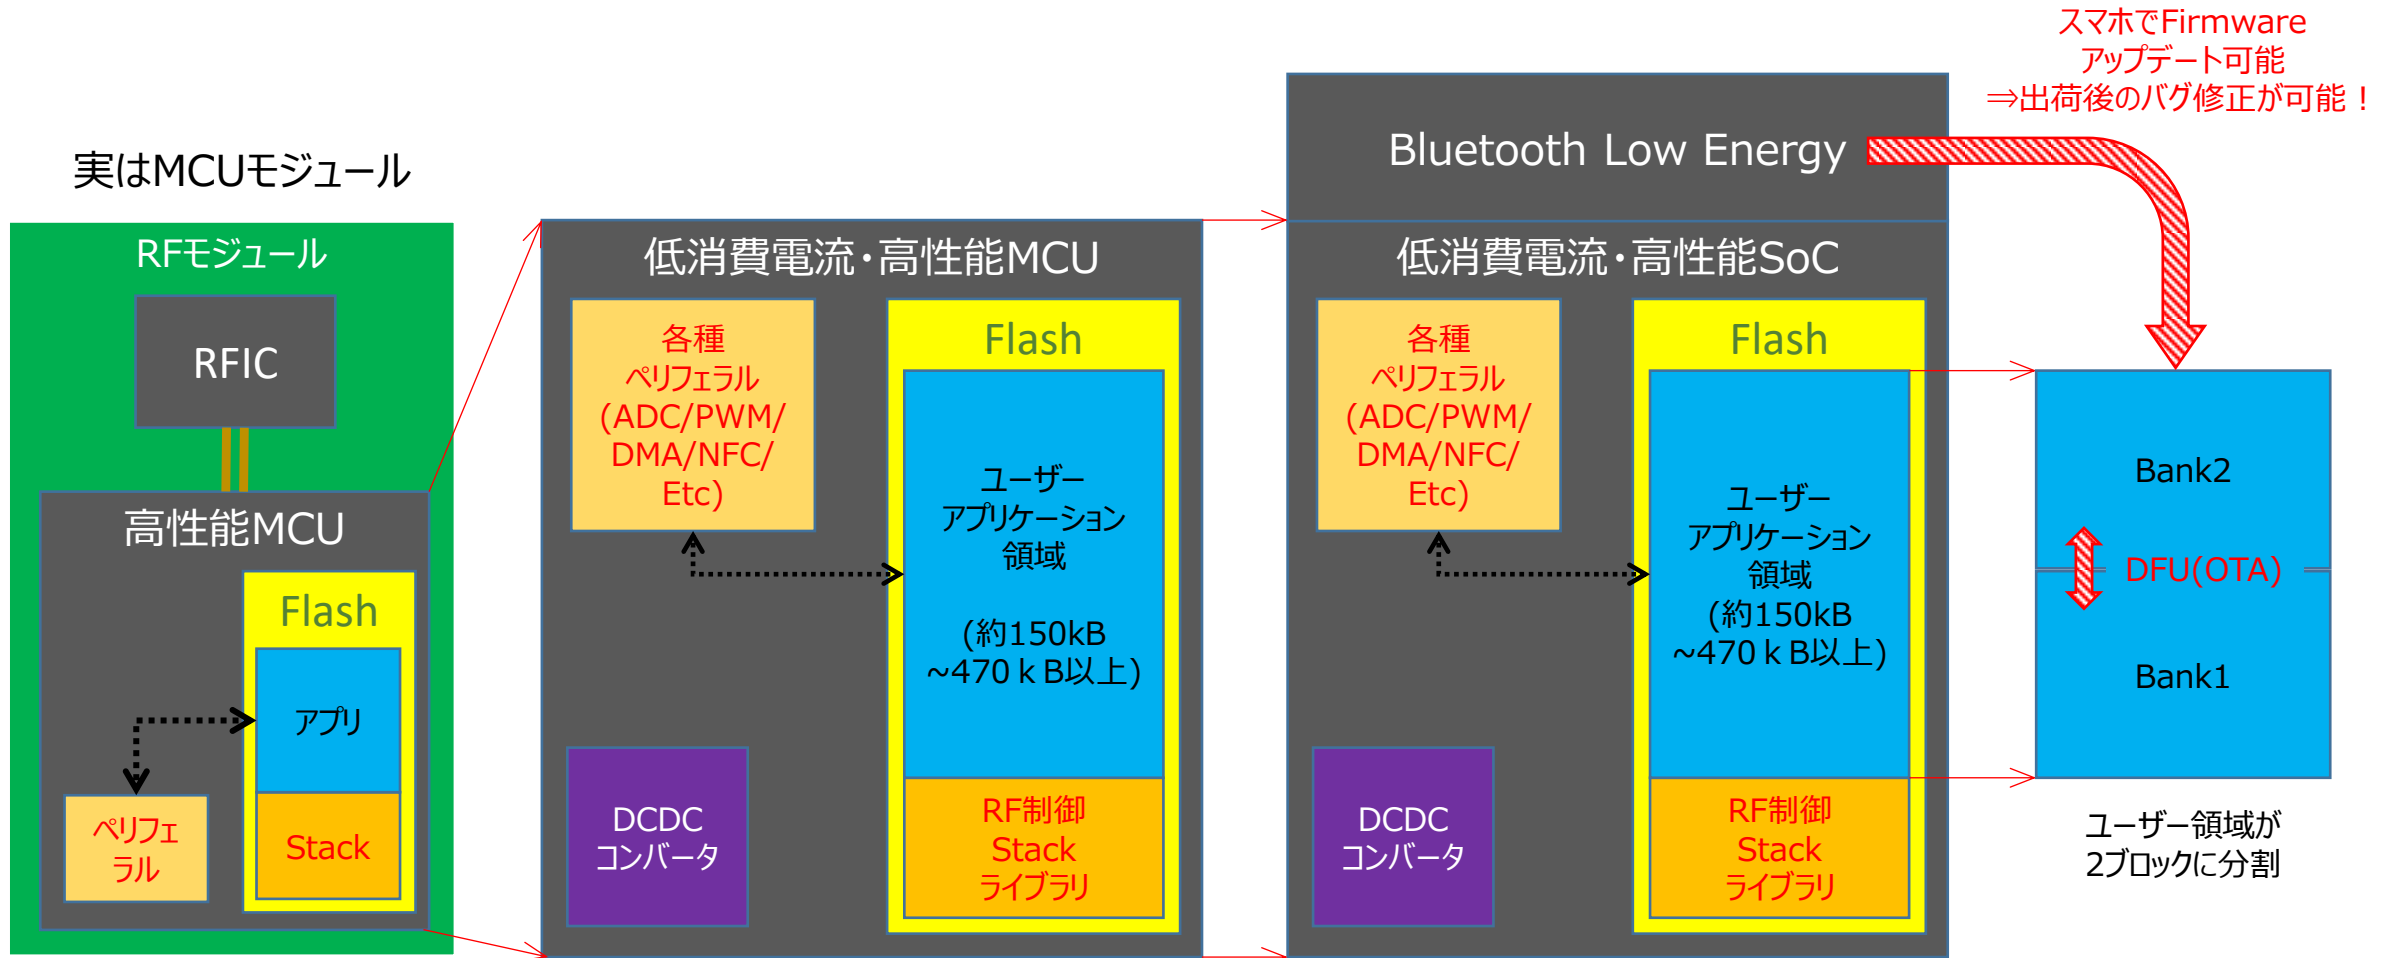 実はMCUモジュール
RFモジュール
RFIC
高性能MCU
Flash
アプリ
Stack
ペリフェ
ラル
低消費電流・高性能MCU
各種
ペリフェラル
(ADC/PWM/
DMA/NFC/
Etc)
Flash
ユーザー
アプリケーション
領域
(約150kB
~470ｋB以上)
DCDC
コンバータ
RF制御
Stack
ライブラリ
Bluetooth Low Energy
低消費電流・高性能SoC
各種
ペリフェラル
(ADC/PWM/
DMA/NFC/
Etc)
Flash
ユーザー
アプリケーション
領域
(約150kB
~470ｋB以上)
DCDC
コンバータ
RF制御
Stack
ライブラリ
スマホでFirmware
アップデート可能
⇒出荷後のバグ修正が可能！
Bank2
DFU(OTA)
Bank1
ユーザー領域が
2ブロックに分割